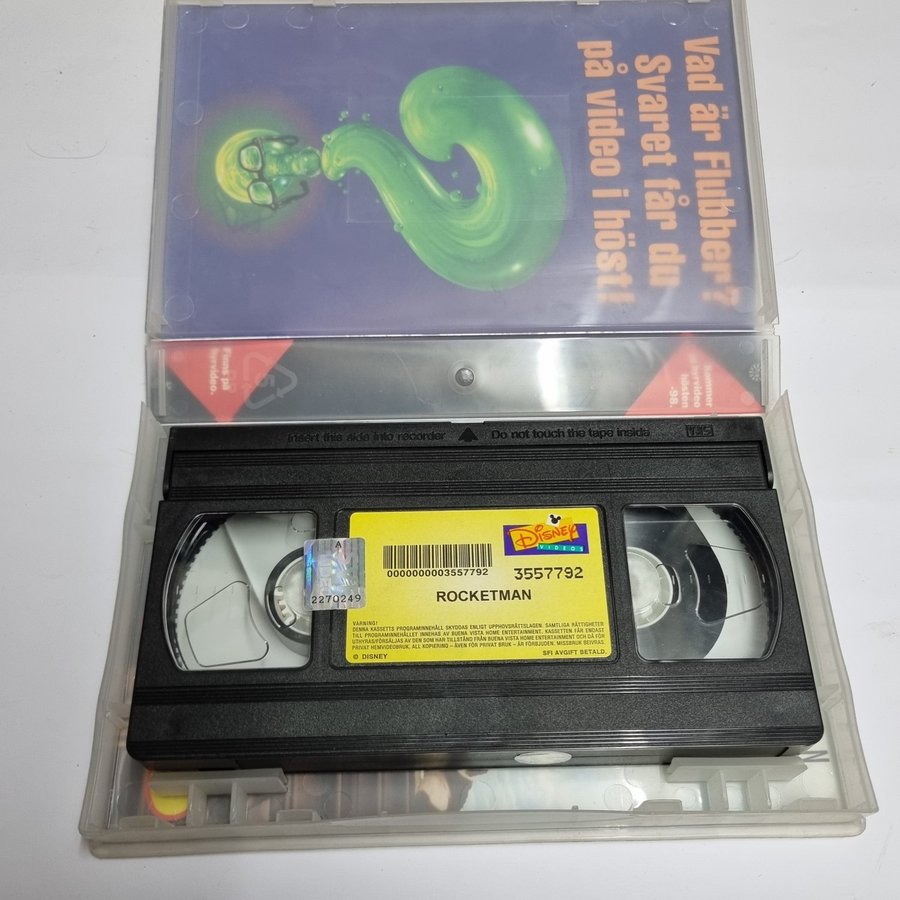 Vad är Flubber?
Svaret får du
på video i höst!
Finns på
hyrvideo.
Kommer
på hyrvideo
hösten
-98.
Insert this side into recorder
Do not touch the tape inside
VHS
Disney
VIDEOS
0000000003557792
3557792
ROCKETMAN
A
2270249
VARNING!
DENNA KASSETTS PROGRAMINNEHÅLL SKYDDAS ENLIGT UPPHOVSRÄTTSLAGEN. SAMTLIGA RÄTTIGHETER
TILL PROGRAMINNEHÅLLET INNEHAS AV BUENA VISTA HOME ENTERTAINMENT. KASSETTEN FÅR ENDAST
UTHYRAS/FÖRSÄLJAS AV DEN SOM HAR TILLSTÅND FRÅN BUENA VISTA HOME ENTERTAINMENT OCH DÅ FÖR
PRIVAT HEMVIDEOBRUK, ALL KOPIERING – ÄVEN FÖR PRIVAT BRUK – ÄR FÖRBJUDEN. MISSBRUK BEIVRAS.
© DISNEY
SFI AVGIFT BETALD.